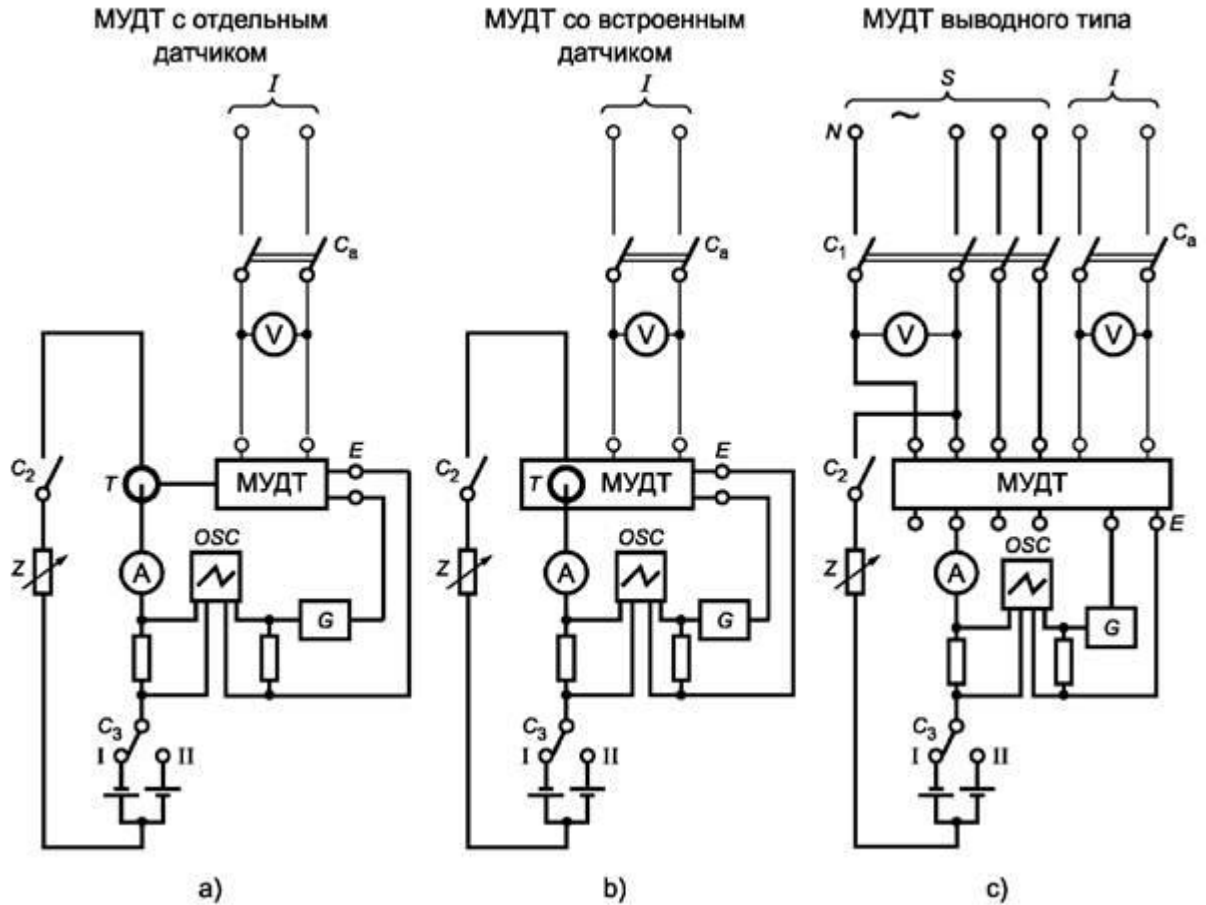 МУДТ с отдельным
датчиком
МУДТ со встроенным
датчиком
МУДТ выводного типа
I
I
S
I
N
~
Cа
Cа
C1
Cа
V
V
V
V
C2
T
МУДТ
E
C2
T
МУДТ
E
C2
МУДТ
E
Z
A
OSC
G
Z
A
OSC
G
Z
A
OSC
G
C3
I
II
C3
I
II
C3
I
II
a)
b)
c)